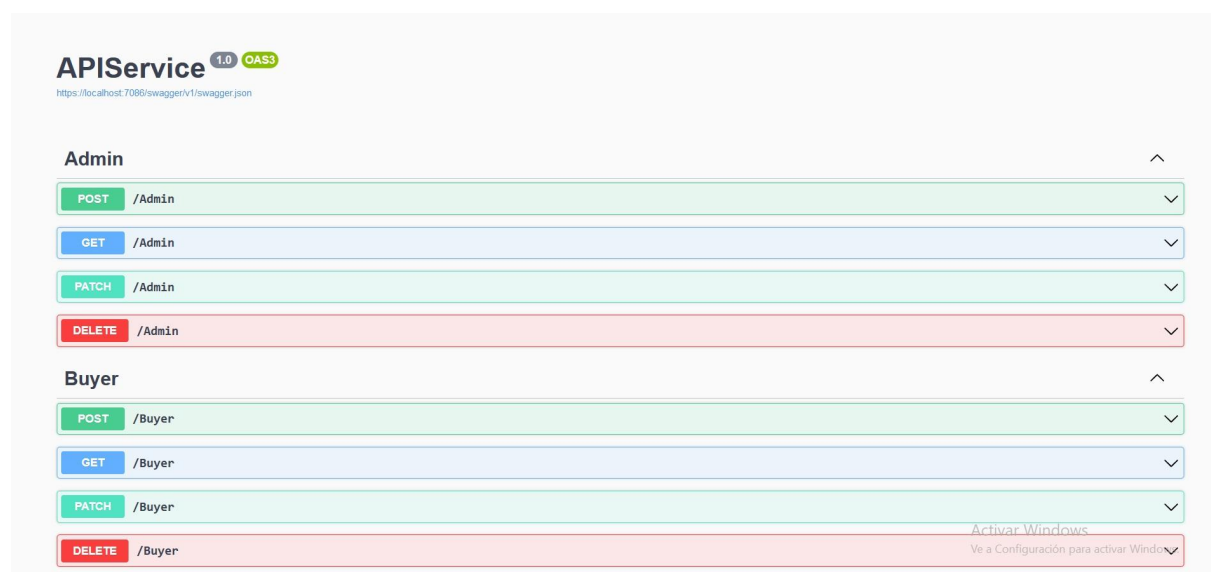 APIService 1.0 OAS3
https://localhost:7086/swagger/v1/swagger.json
Admin
POST /Admin
GET /Admin
PATCH /Admin
DELETE /Admin
Buyer
POST /Buyer
GET /Buyer
PATCH /Buyer
Activar Windows
DELETE /Buyer
Ve a Configuración para activar Windows.